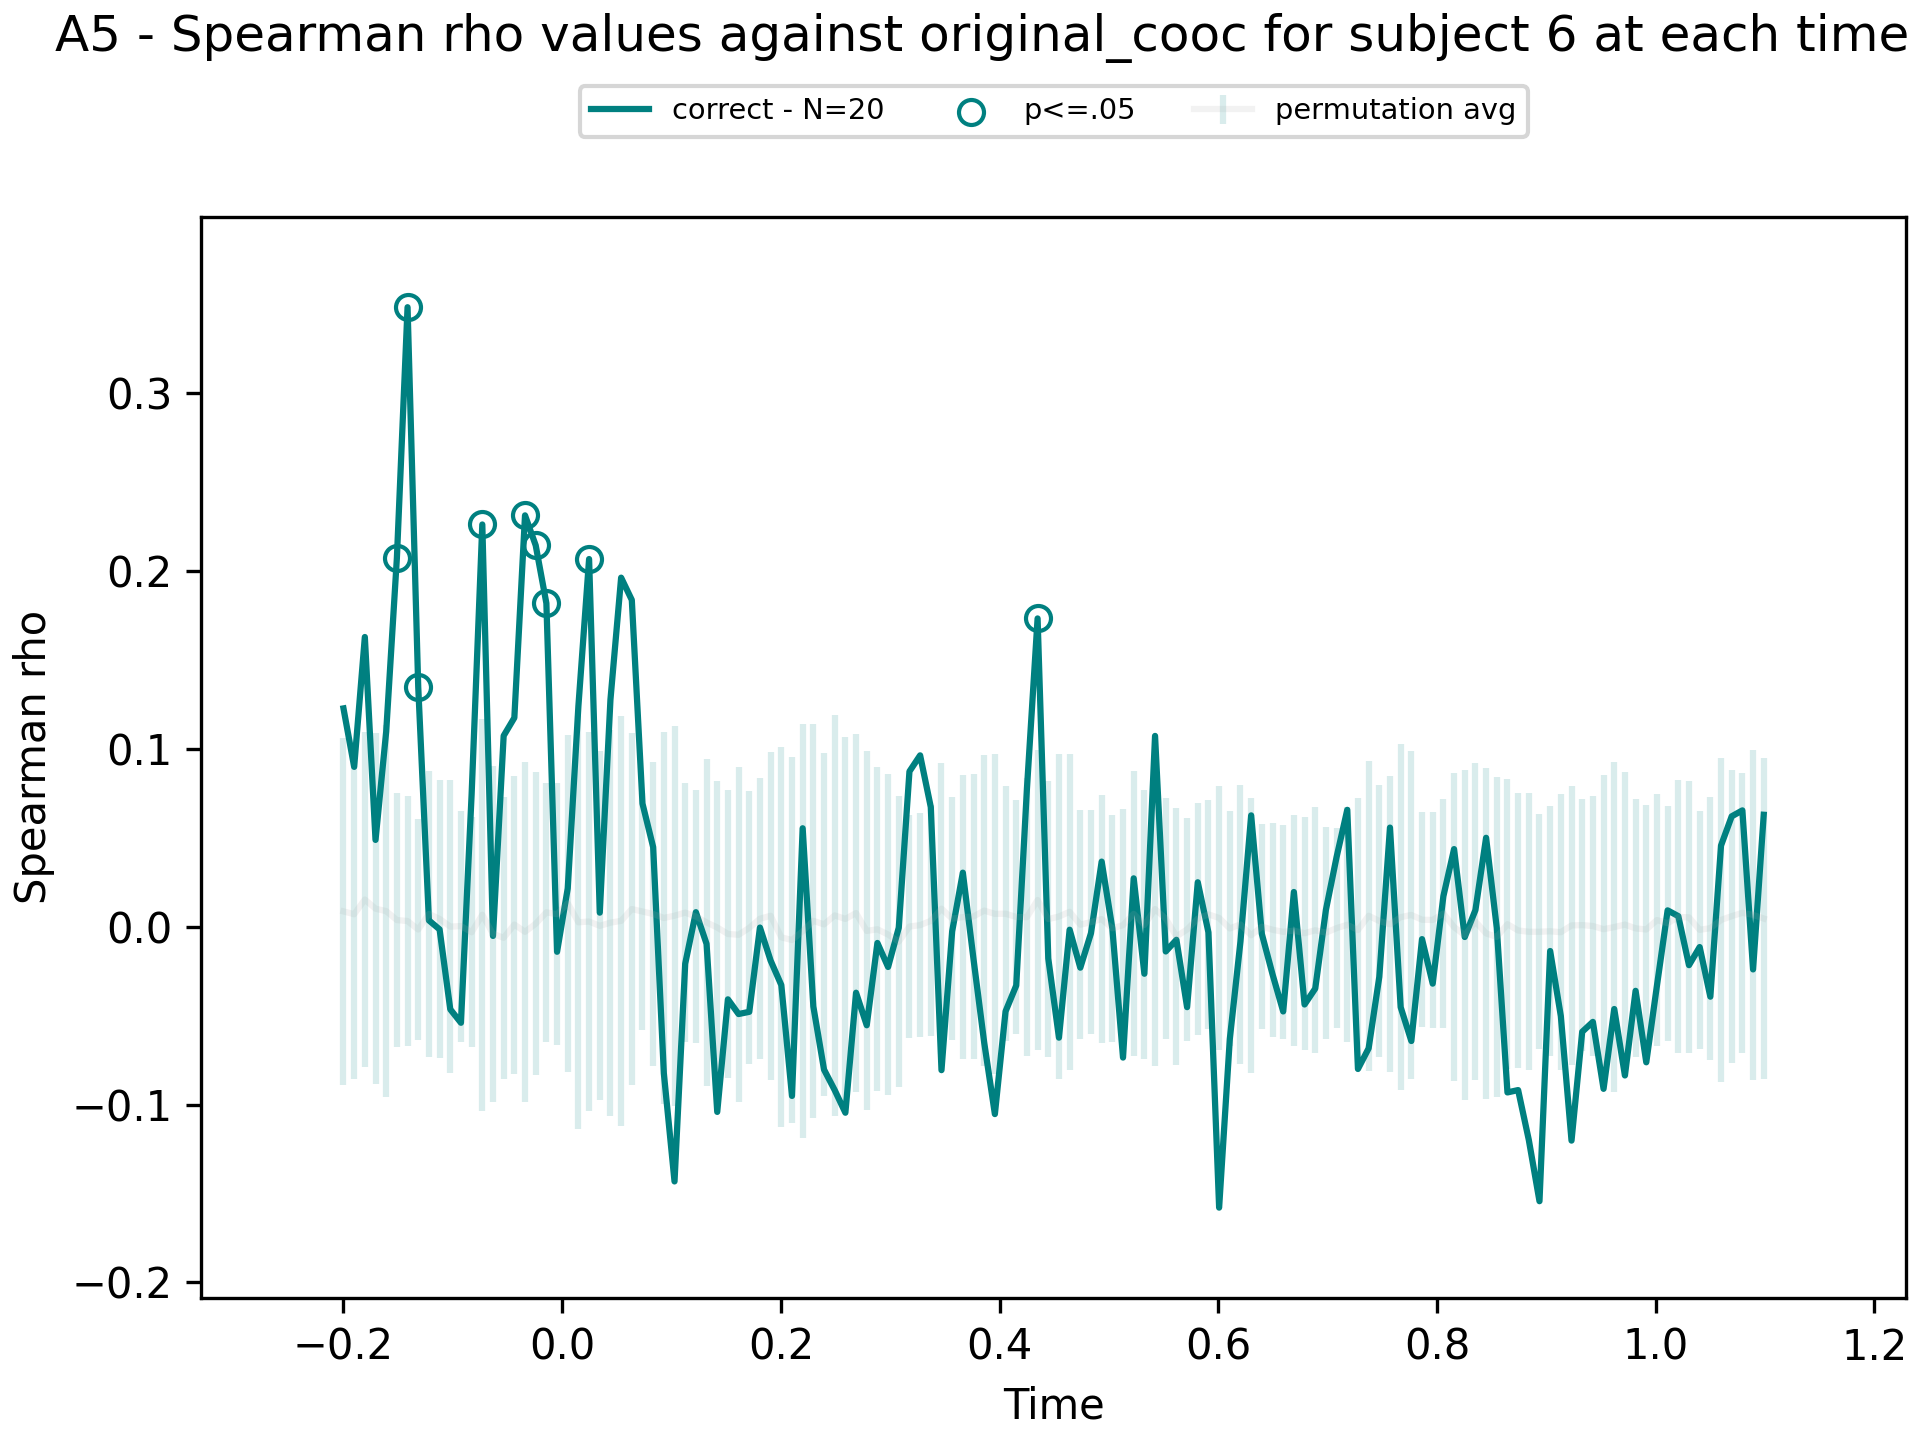 A5 - Spearman rho values against original_cooc for subject 6 at each time
correct - N=20
p<=.05
permutation avg
Spearman rho
0.3
0.2
0.1
0.0
−0.1
−0.2
−0.2
0.0
0.2
0.4
0.6
0.8
1.0
1.2
Time